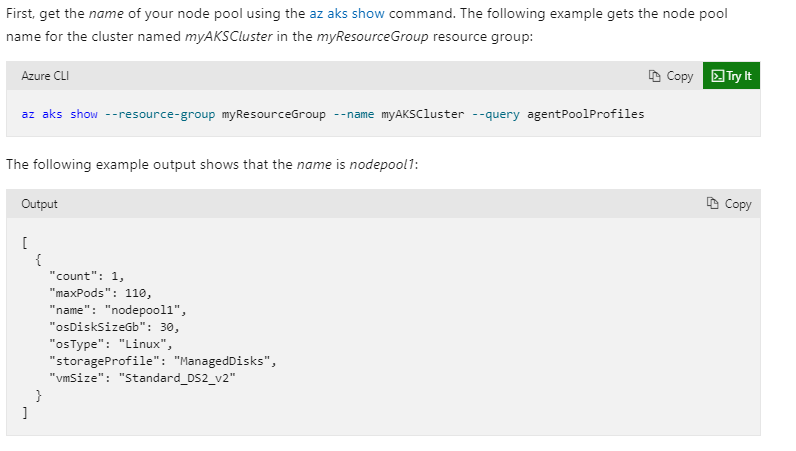 First, get the name of your node pool using the az aks show command. The following example gets the node pool
name for the cluster named myAKSCluster in the myResourceGroup resource group:
Azure CLI
Copy
Try It
az aks show --resource-group myResourceGroup --name myAKSCluster --query agentPoolProfiles
The following example output shows that the name is nodepool1:
Output
Copy
[
  {
    "count": 1,
    "maxPods": 110,
    "name": "nodepool1",
    "osDiskSizeGb": 30,
    "osType": "Linux",
    "storageProfile": "ManagedDisks",
    "vmSize": "Standard_DS2_v2"
  }
]